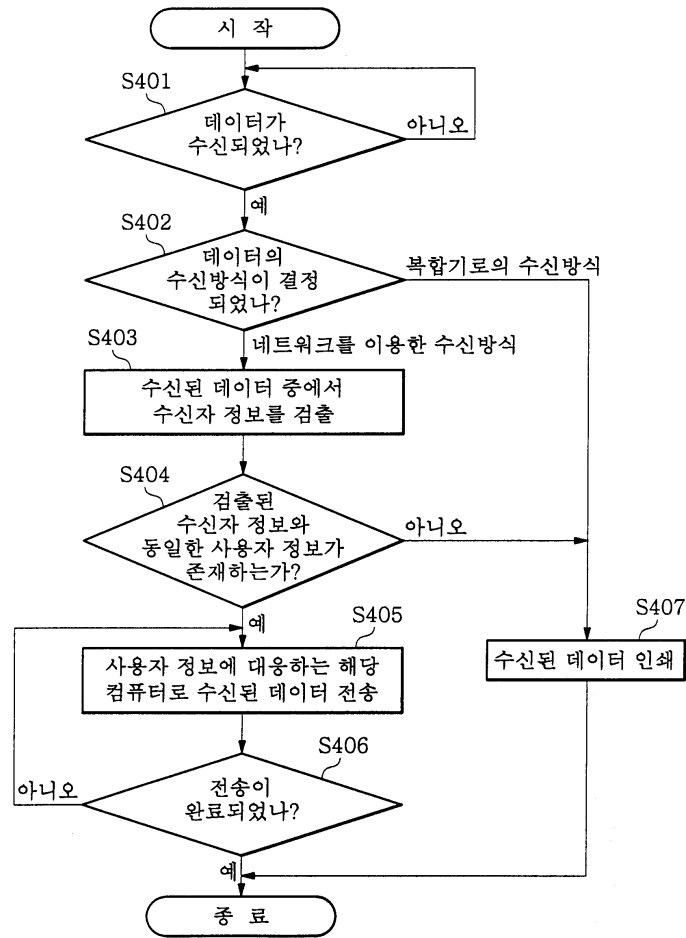 시 작
S401
데이터가
수신되었나?
아니오
예
S402
데이터의
수신방식이 결정
되었나?
복합기로의 수신방식
네트워크를 이용한 수신방식
S403
수신된 데이터 중에서
수신자 정보를 검출
S404
검출된
수신자 정보와
동일한 사용자 정보가
존재하는가?
아니오
예
S405
사용자 정보에 대응하는 해당
컴퓨터로 수신된 데이터 전송
S407
수신된 데이터 인쇄
S406
전송이
완료되었나?
아니오
예
종 료